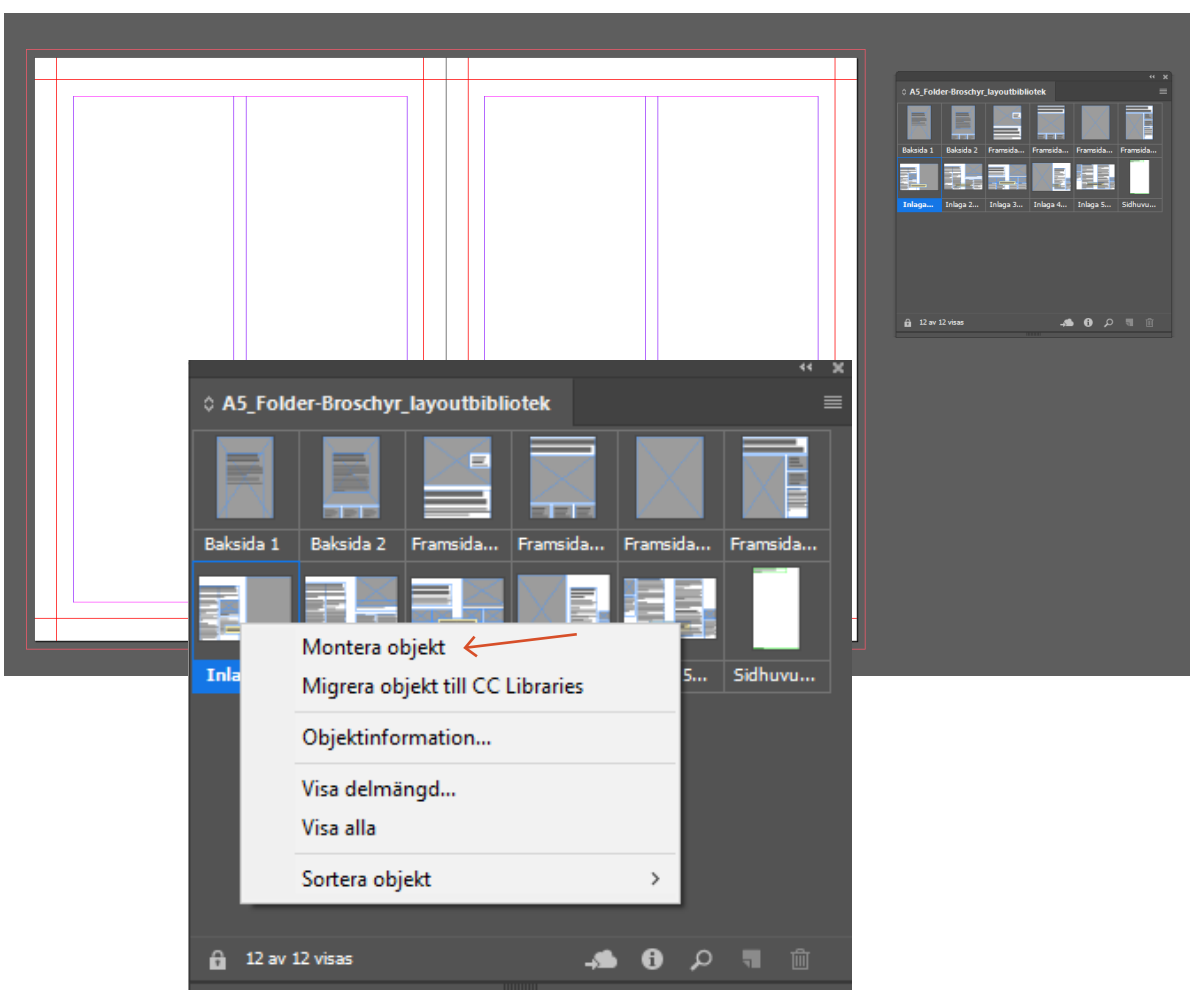 A5_Folder-Broschyr_layoutbibliotek
Baksida 1 Baksida 2 Framsida... Framsida... Framsida... Framsida...
Inlaga... Inlaga 2... Inlaga 3... Inlaga 4... Inlaga 5... Sidhuvu...
12 av 12 visas
A5_Folder-Broschyr_layoutbibliotek
Baksida 1 Baksida 2 Framsida... Framsida... Framsida... Framsida...
Inla 5... Sidhuvu...
Montera objekt
Migrera objekt till CC Libraries
Objektinformation...
Visa delmängd...
Visa alla
Sortera objekt
12 av 12 visas